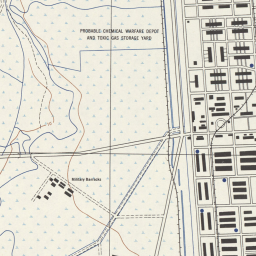 PROBABLE CHEMICAL WARFARE DEPOT
AND TOXIC GAS STORAGE YARD
Military Barracks